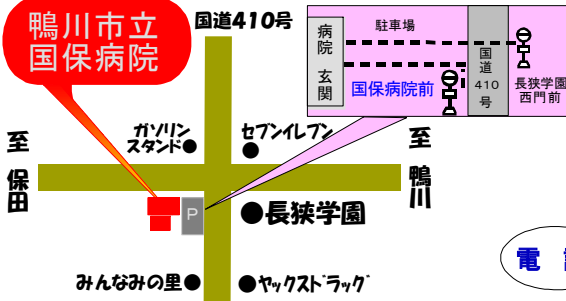 鴨川市立
国保病院
国道410号
病院
玄関
駐車場
国保病院前
国道
410
号
長狭学園
西門前
ガソリン
スタンド●
セブンイレブン
●
至 保田
至 鴨川
P
●長狭学園
みんなみの里●
●ヤックスドラッグ
電